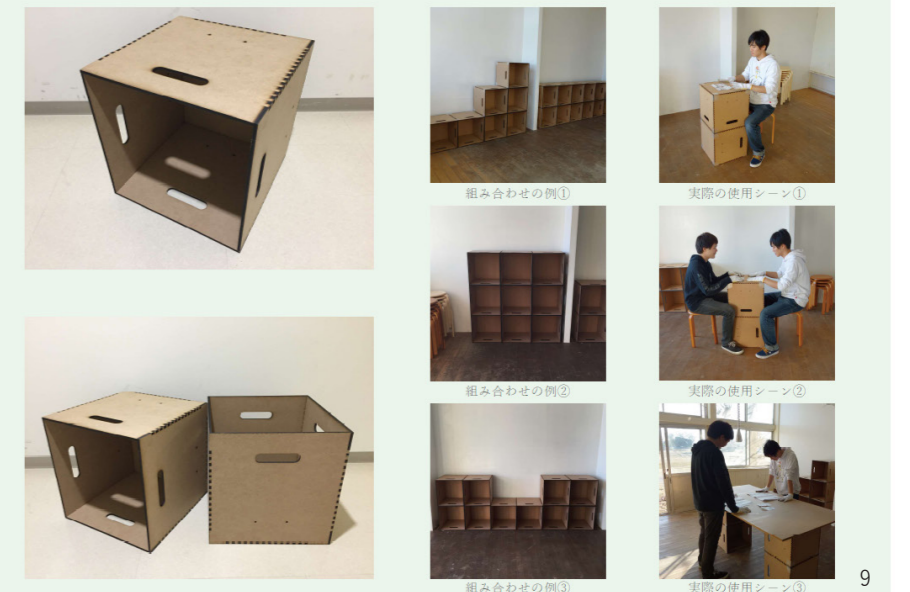 組み合わせの例①
実際の使用シーン①
組み合わせの例②
実際の使用シーン②
組み合わせの例③
実際の使用シーン③
9